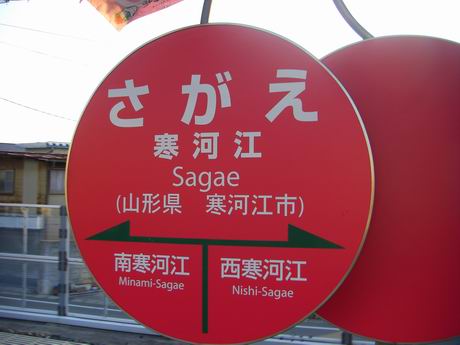 さがえ
寒河江
Sagae
(山形県 寒河江市)
南寒河江 西寒河江
Minami-Sagae Nishi-Sagae